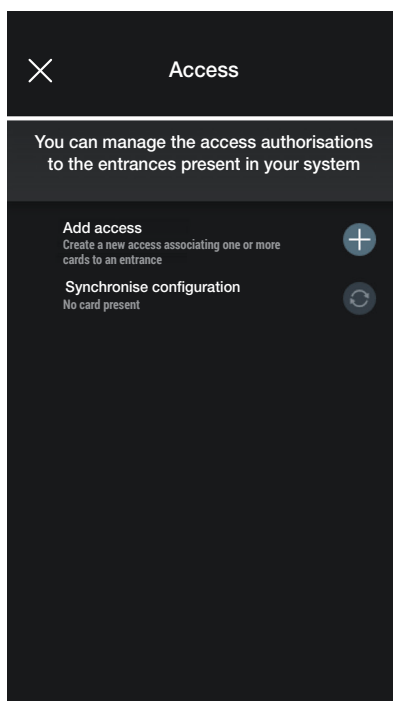 Access
You can manage the access authorisations
to the entrances present in your system
Add access
Create a new access associating one or more
cards to an entrance
Synchronise configuration
No card present